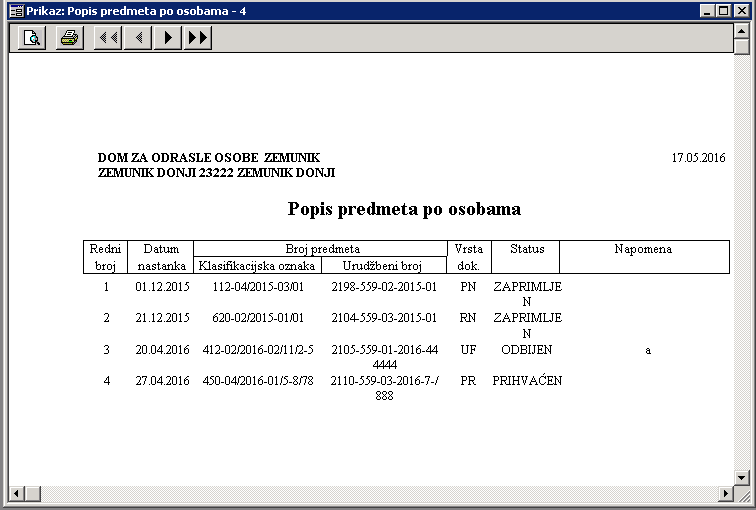 Prikaz: Popis predmeta po osobama - 4
DOM ZA ODRASLE OSOBE ZEMUNIK 17.05.2016
ZEMUNIK DONJI 23222 ZEMUNIK DONJI
Popis predmeta po osobama
Redni Datum Broj predmeta Vrsta Status Napomena
broj nastanka Klasifikacijska oznaka Urudžbeni broj dok.
1 01.12.2015 112-04/2015-03/01 2198-559-02-2015-01 PN ZAPRIMLJE
N
2 21.12.2015 620-02/2015-01/01 2104-559-03-2015-01 RN ZAPRIMLJE
N
3 20.04.2016 412-02/2016-02/11/2-5 2105-559-01-2016-44 UF ODBIJEN a
4444
4 27.04.2016 450-04/2016-01/5-8/78 2110-559-03-2016-7-/ PR PRIHVAĆEN
888